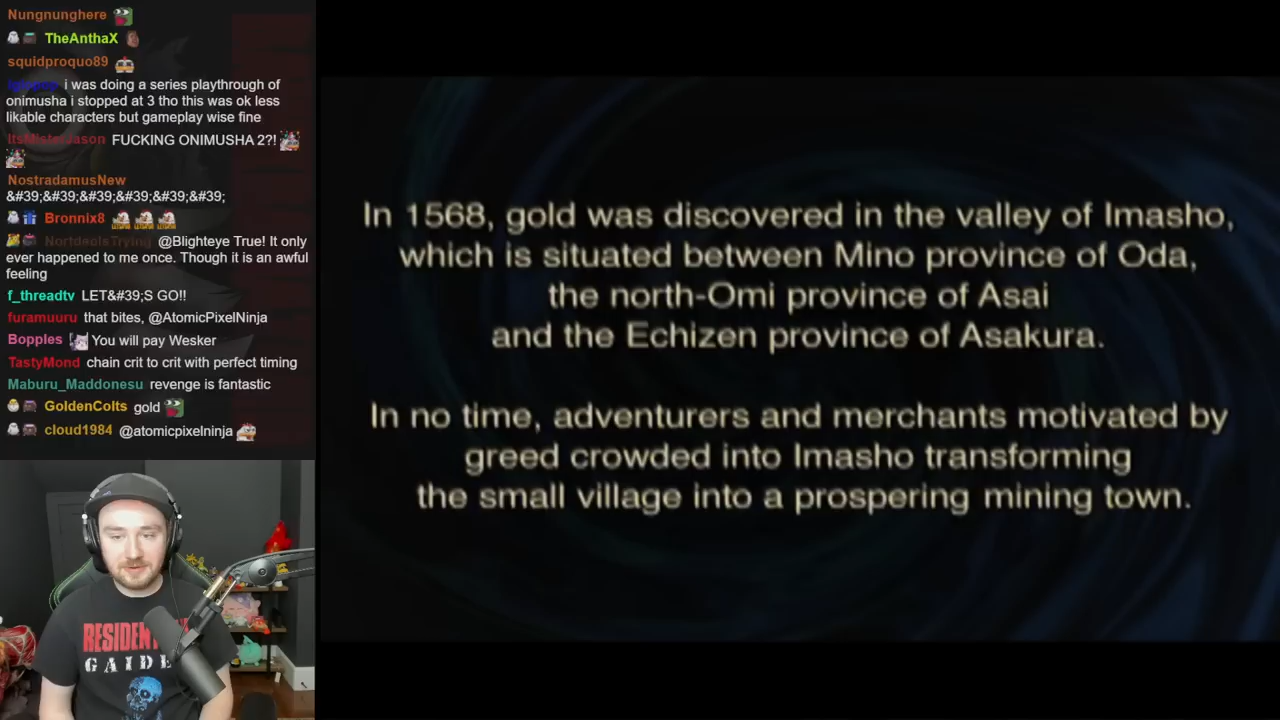 Nungnunghere
TheAnthaX
squidproquo89
i was doing a series playthrough of
onimusha i stopped at 3 tho this was ok less
likable characters but gameplay wise fine
ItsMisterJason FUCKING ONIMUSHA 2?!
NostradamusNew
&#39;&#39;&#39;&#39;&#39;&#39;
Bronnix8
@Blighteye True! It only
ever happened to me once. Though it is an awful
feeling
f_threadtv LET&#39;S GO!!
furamuuru that bites, @AtomicPixelNinja
Bopples You will pay Wesker
TastyMond chain crit to crit with perfect timing
Maburu_Maddonesu revenge is fantastic
GoldenColts gold
cloud1984 @atomicpixelninja
In 1568, gold was discovered in the valley of Imasho,
which is situated between Mino province of Oda,
the north-Omi province of Asai
and the Echizen province of Asakura.
In no time, adventurers and merchants motivated by
greed crowded into Imasho transforming
the small village into a prospering mining town.
RESIDENT
GAIDE